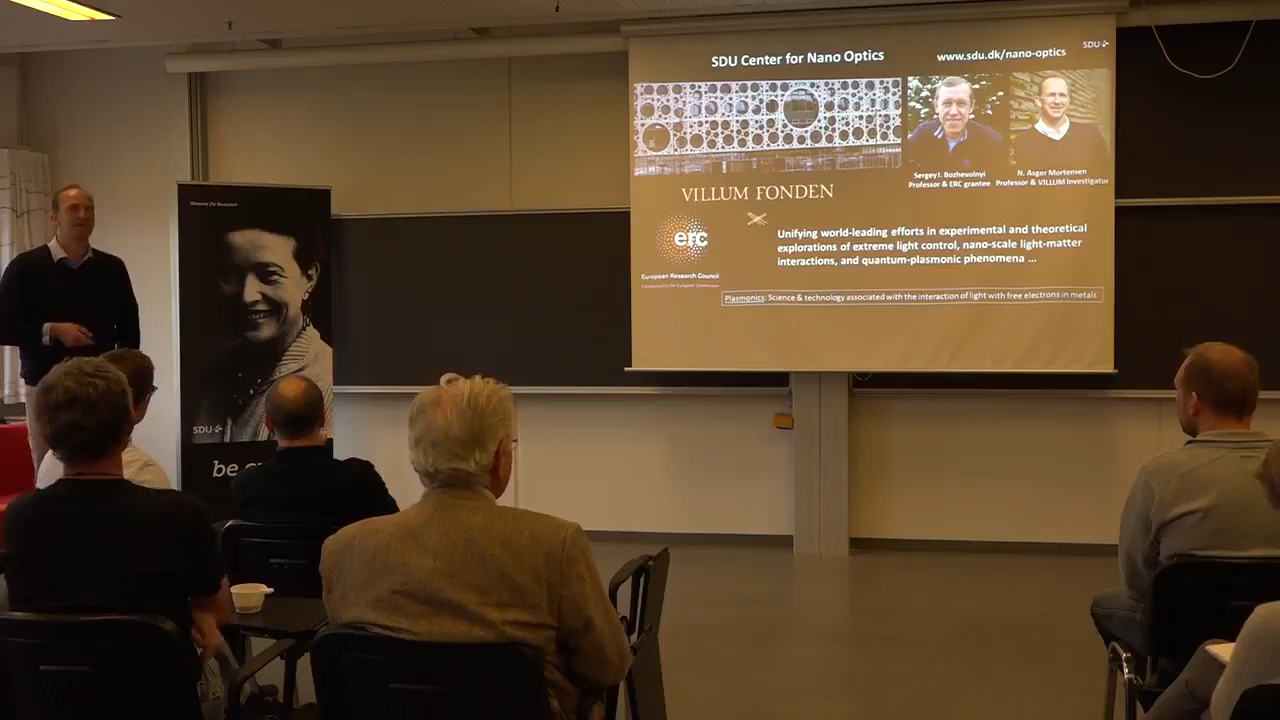 SDU Center for Nano Optics
www.sdu.dk/nano-optics
SDU
Sergey I. Bozhevolnyi
Professor & ERC grantee
N. Asger Mortensen
Professor & VILLUM Investigator
VILLUM FONDEN
erc
European Research Council
Unifying world-leading efforts in experimental and theoretical
explorations of extreme light control, nano-scale light-matter
interactions, and quantum-plasmonic phenomena ...
Plasmonics: Science & technology associated with the interaction of light with free electrons in metals
Simone De Beauvoir
SDU
be